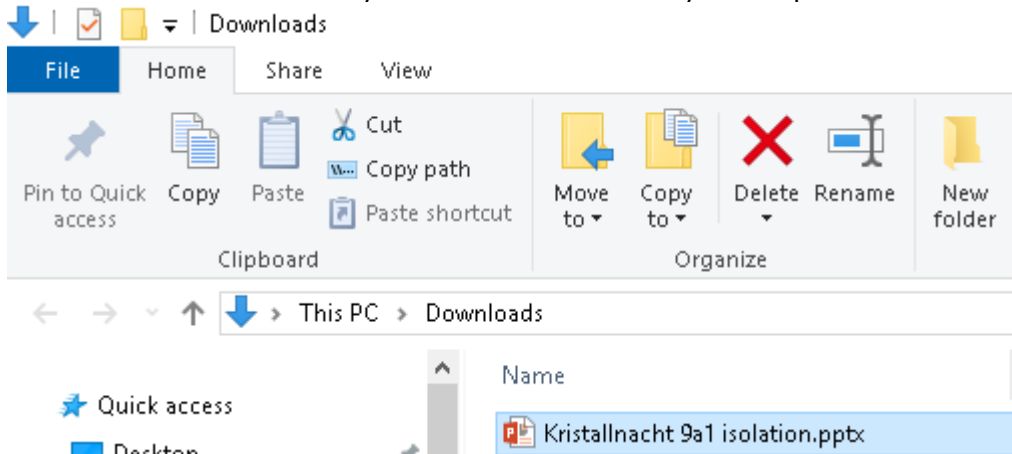 Downloads
File Home Share View
Pin to Quick access
Copy
Paste
Cut
Copy path
Paste shortcut
Move to
Copy to
Delete
Rename
New folder
Clipboard
Organize
This PC > Downloads
Name
Quick access
Desktop
Kristallnacht 9a1 isolation.pptx